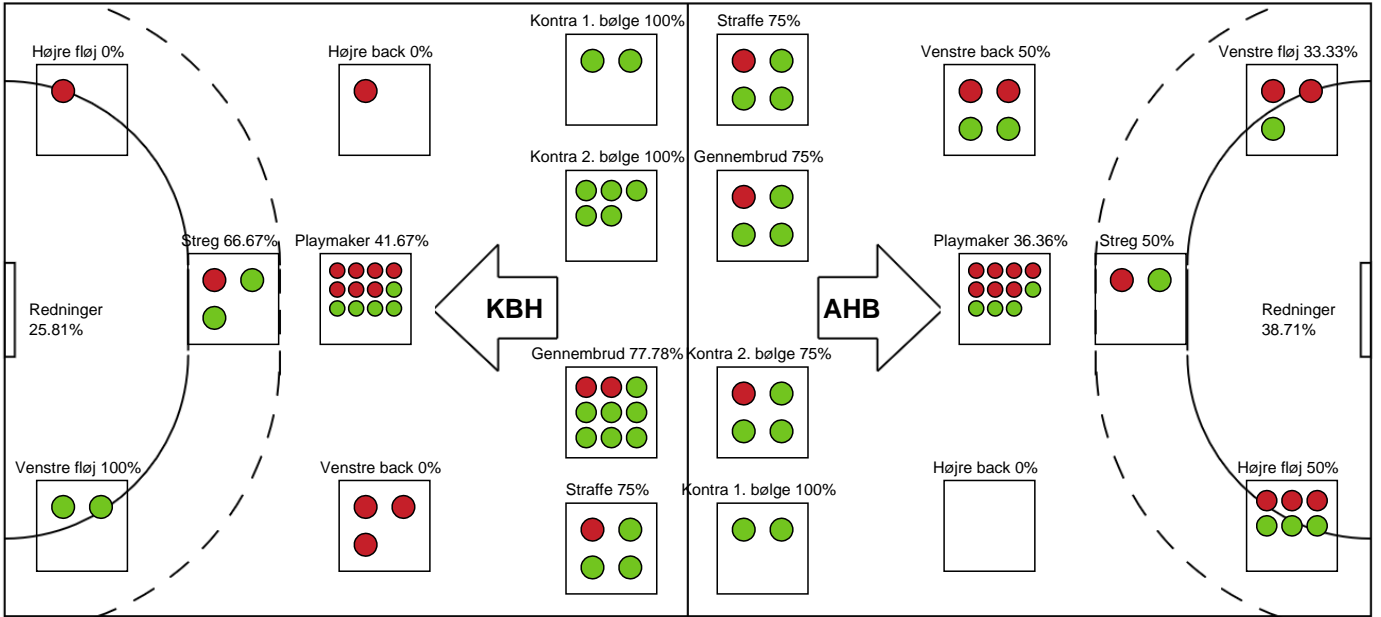 Kontra 1. bølge 100%
Straffe 75%
Højre fløj 0%
Højre back 0%
Venstre back 50%
Venstre fløj 33.33%
Kontra 2. bølge 100%
Gennembrud 75%
Streg 66.67%
Playmaker 41.67%
Playmaker 36.36%
Streg 50%
Redninger
25.81%
KBH
AHB
Redninger
38.71%
Gennembrud 77.78%
Kontra 2. bølge 75%
Venstre fløj 100%
Venstre back 0%
Højre back 0%
Højre fløj 50%
Straffe 75%
Kontra 1. bølge 100%